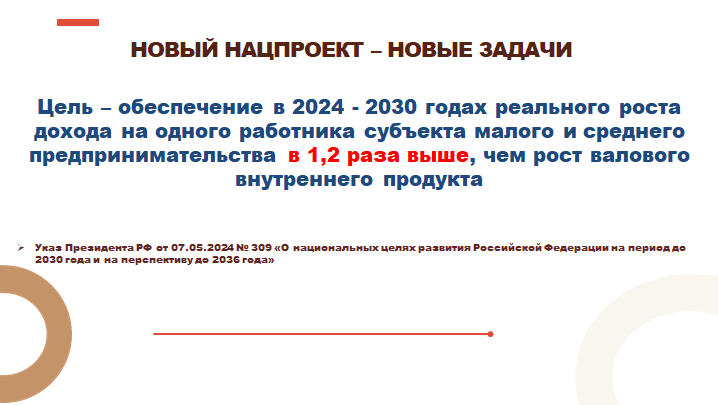 НОВЫЙ НАЦПРОЕКТ – НОВЫЕ ЗАДАЧИ
Цель – обеспечение в 2024 - 2030 годах реального роста
дохода на одного работника субъекта малого и среднего
предпринимательства в 1,2 раза выше, чем рост валового
внутреннего продукта
Указ Президента РФ от 07.05.2024 № 309 «О национальных целях развития Российской Федерации на период до
2030 года и на перспективу до 2036 года»